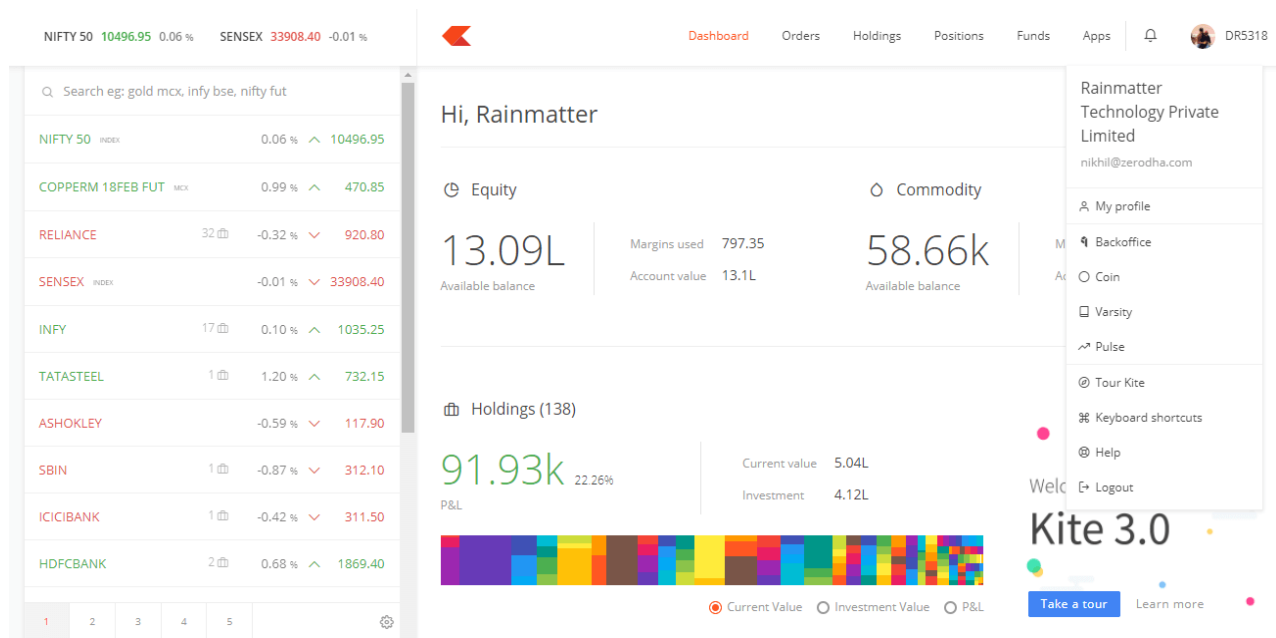 NIFTY 50 10496.95 0.06 % SENSEX 33908.40 -0.01 %
Dashboard Orders Holdings Positions Funds Apps DR5318
Search eg: gold mcx, infy bse, nifty fut
NIFTY 50 INDEX 0.06 % 10496.95
COPPERM 18FEB FUT MCX 0.99 % 470.85
RELIANCE 32 -0.32 % 920.80
SENSEX INDEX -0.01 % 33908.40
INFY 17 0.10 % 1035.25
TATASTEEL 1 1.20 % 732.15
ASHOKLEY -0.59 % 117.90
SBIN 1 -0.87 % 312.10
ICICIBANK 1 -0.42 % 311.50
HDFCBANK 2 0.68 % 1869.40
1 2 3 4 5
Hi, Rainmatter
Equity
13.09L
Available balance
Margins used 797.35
Account value 13.1L
Commodity
58.66k
Available balance
Holdings (138)
91.93k 22.26%
P&L
Current value 5.04L
Investment 4.12L
Current Value Investment Value P&L
Kite 3.0
Take a tour Learn more
Rainmatter
Technology Private
Limited
nikhil@zerodha.com
My profile
Backoffice
Coin
Varsity
Pulse
Tour Kite
Keyboard shortcuts
Help
Logout